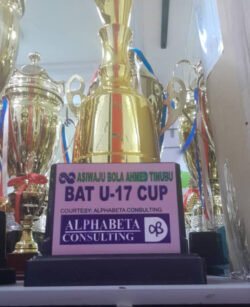 ASIWAJU BOLA AHMED TINUBU
BAT U-17 CUP
COURTESY: ALPHABETA CONSULTING.
ALPHABETA
CONSULTING